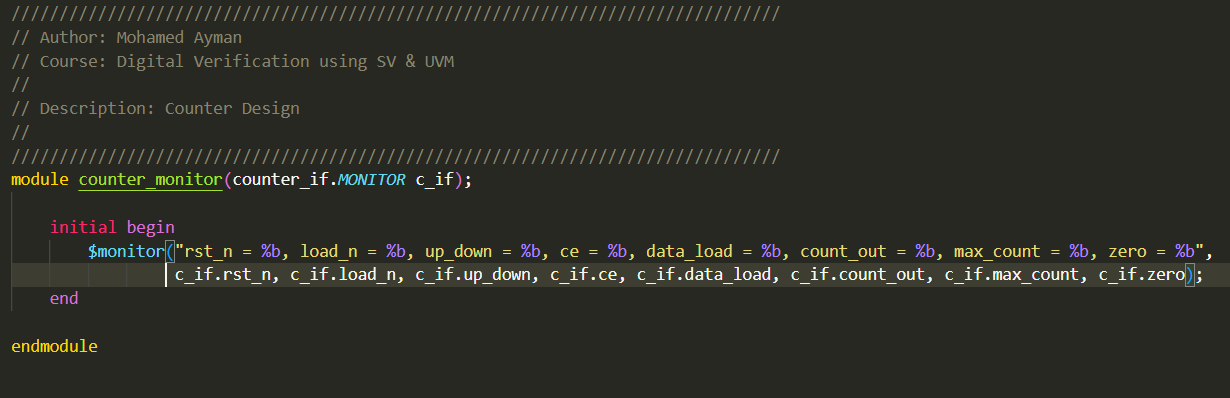 ////////////////////////////////////////////////////////////////////////////////
// Author: Mohamed Ayman
// Course: Digital Verification using SV & UVM
//
// Description: Counter Design
//
////////////////////////////////////////////////////////////////////////////////
module counter_monitor(counter_if.MONITOR c_if);
initial begin
$monitor("rst_n = %b, load_n = %b, up_down = %b, ce = %b, data_load = %b, count_out = %b, max_count = %b, zero = %b",
c_if.rst_n, c_if.load_n, c_if.up_down, c_if.ce, c_if.data_load, c_if.count_out, c_if.max_count, c_if.zero);
end
endmodule